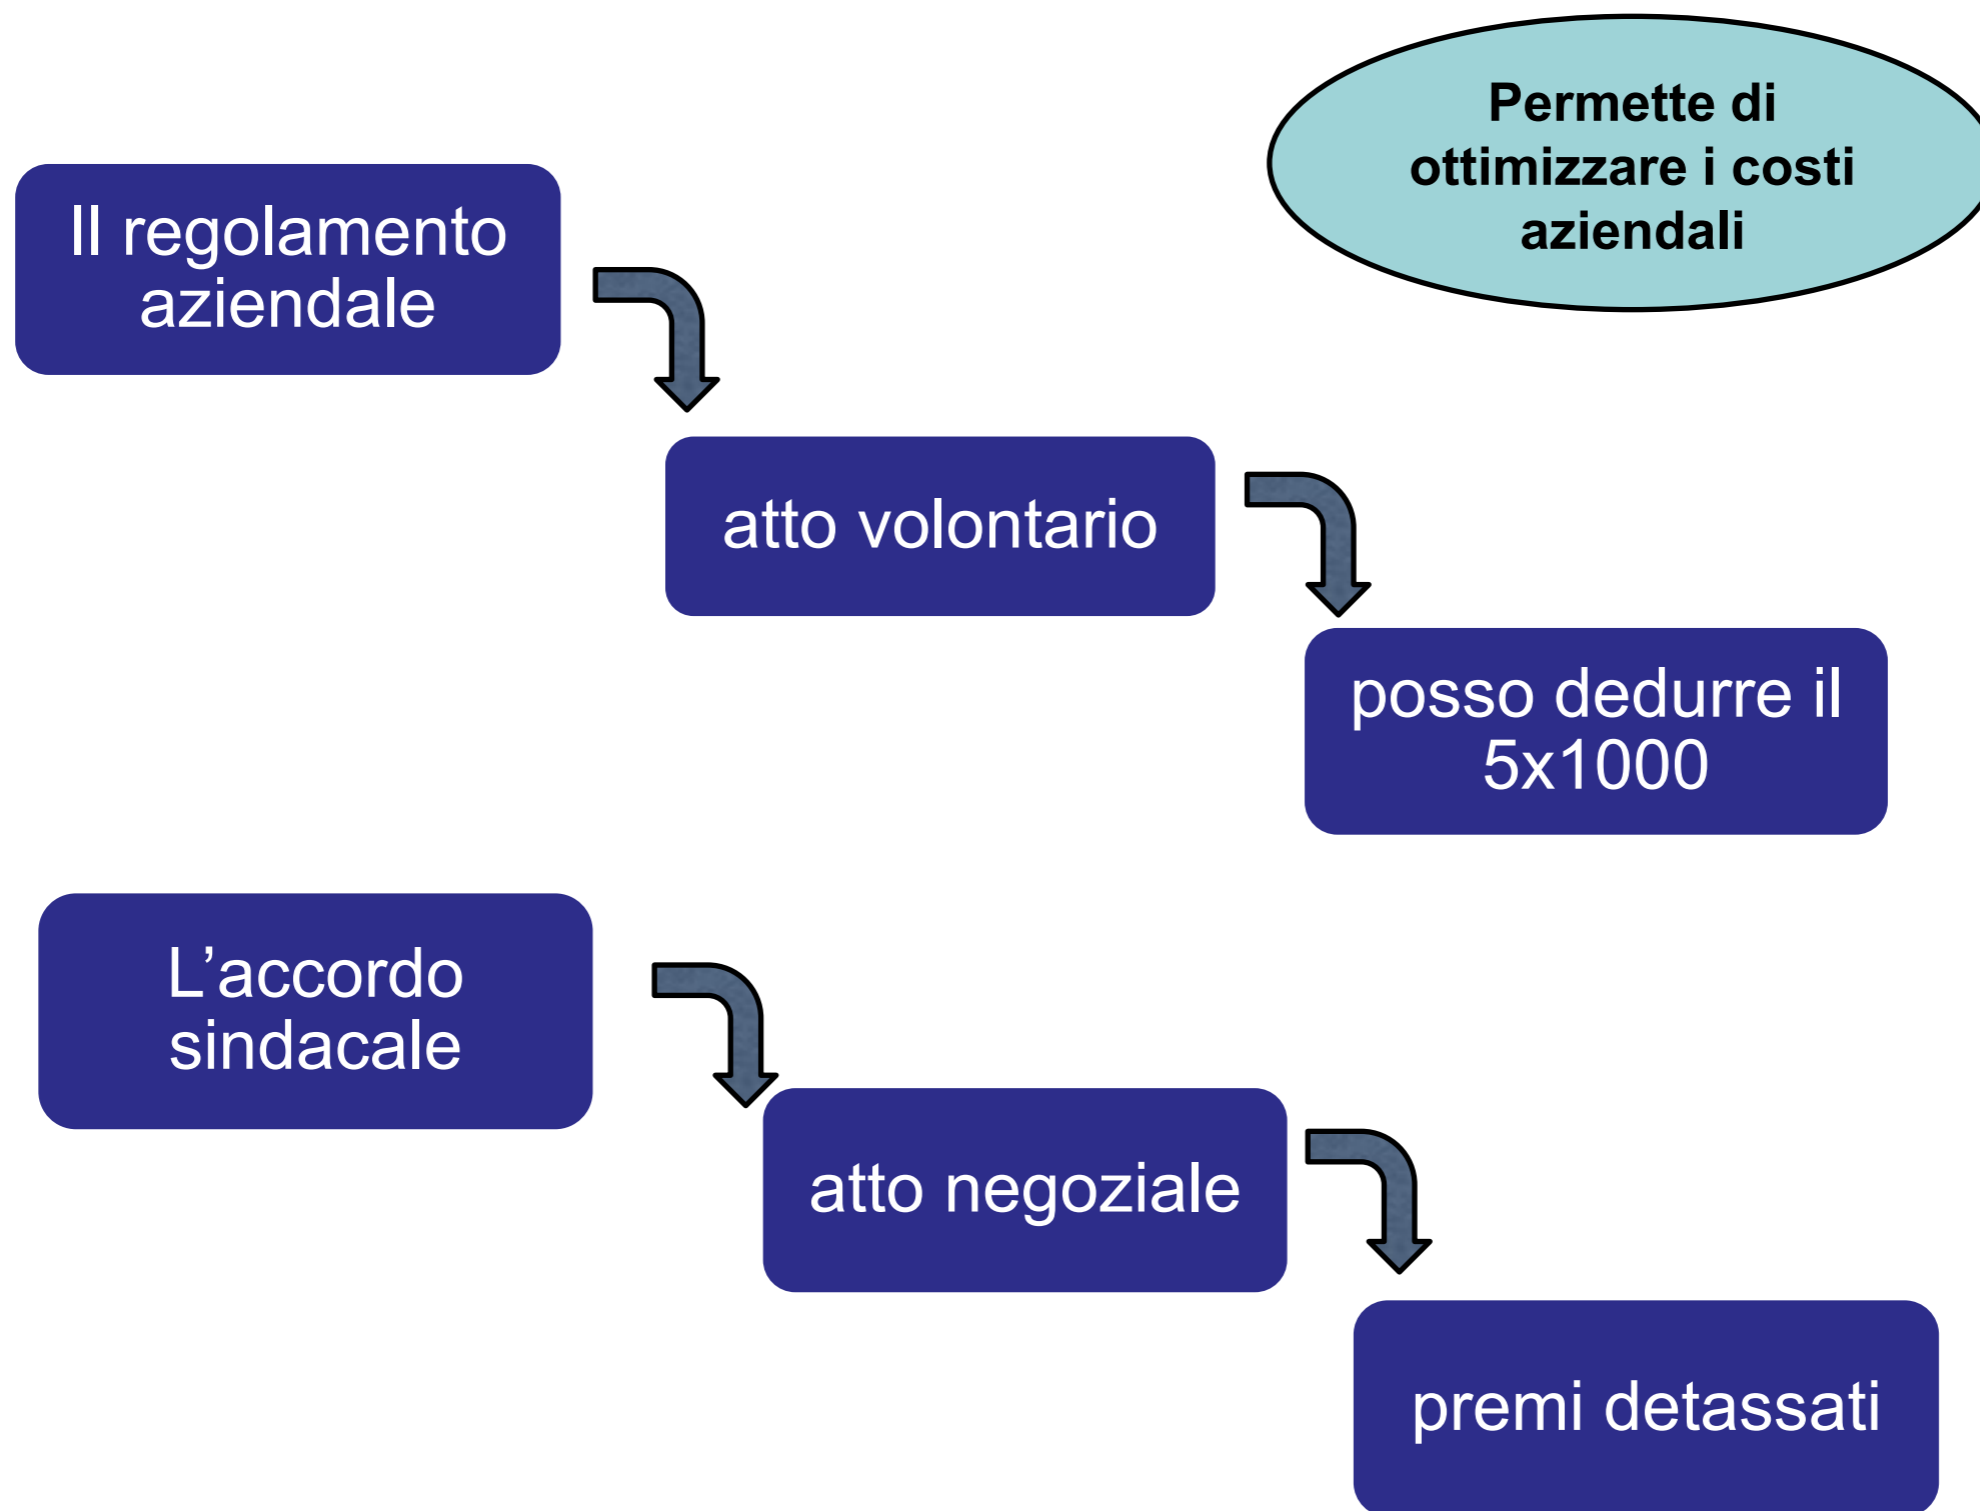 Permette di
ottimizzare i costi
aziendali
Il regolamento
aziendale
atto volontario
posso dedurre il
5x1000
L’accordo
sindacale
atto negoziale
premi detassati